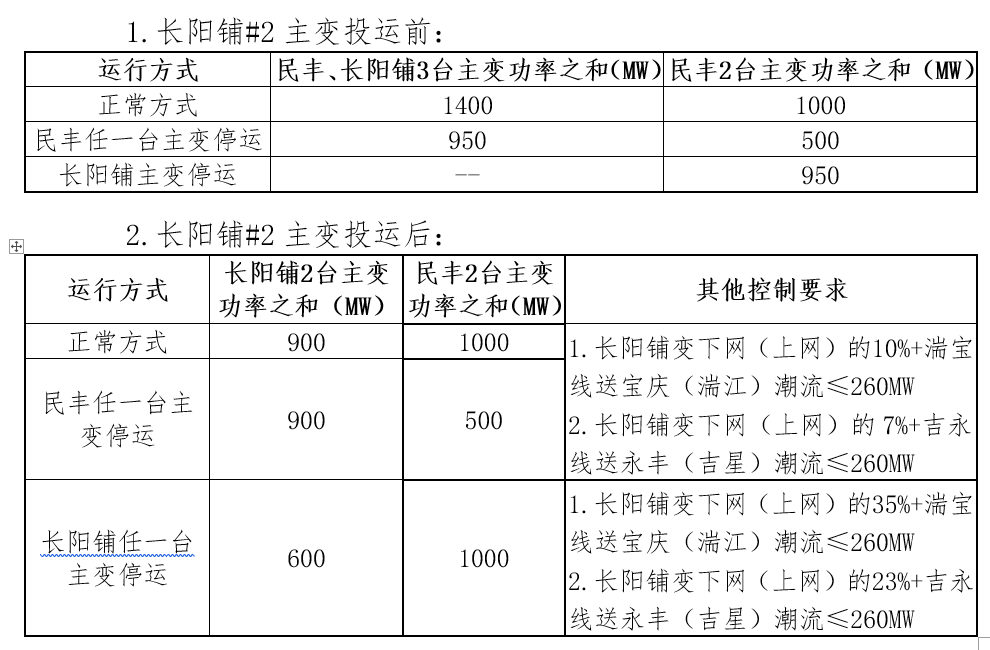 1.长阳铺#2 主变投运前：
运行方式 民丰、长阳铺3台主变功率之和(MW) 民丰2台主变功率之和（MW）
正常方式 1400 1000
民丰任一台主变停运 950 500
长阳铺主变停运 -- 950
2.长阳铺#2 主变投运后：
运行方式
长阳铺2台主变
功率之和（MW）
民丰2台主变
功率之和(MW)
其他控制要求
正常方式 900 1000
民丰任一台主
变停运
900 500
1.长阳铺变下网（上网）的10%+湍宝
线送宝庆（湍江）潮流≤260MW
2.长阳铺变下网（上网）的 7%+吉永
线送永丰（吉星）潮流≤260MW
长阳铺任一台
主变停运
600 1000
1.长阳铺变下网（上网）的35%+湍宝
线送宝庆（湍江）潮流≤260MW
2.长阳铺变下网（上网）的23%+吉永
线送永丰（吉星）潮流≤260MW